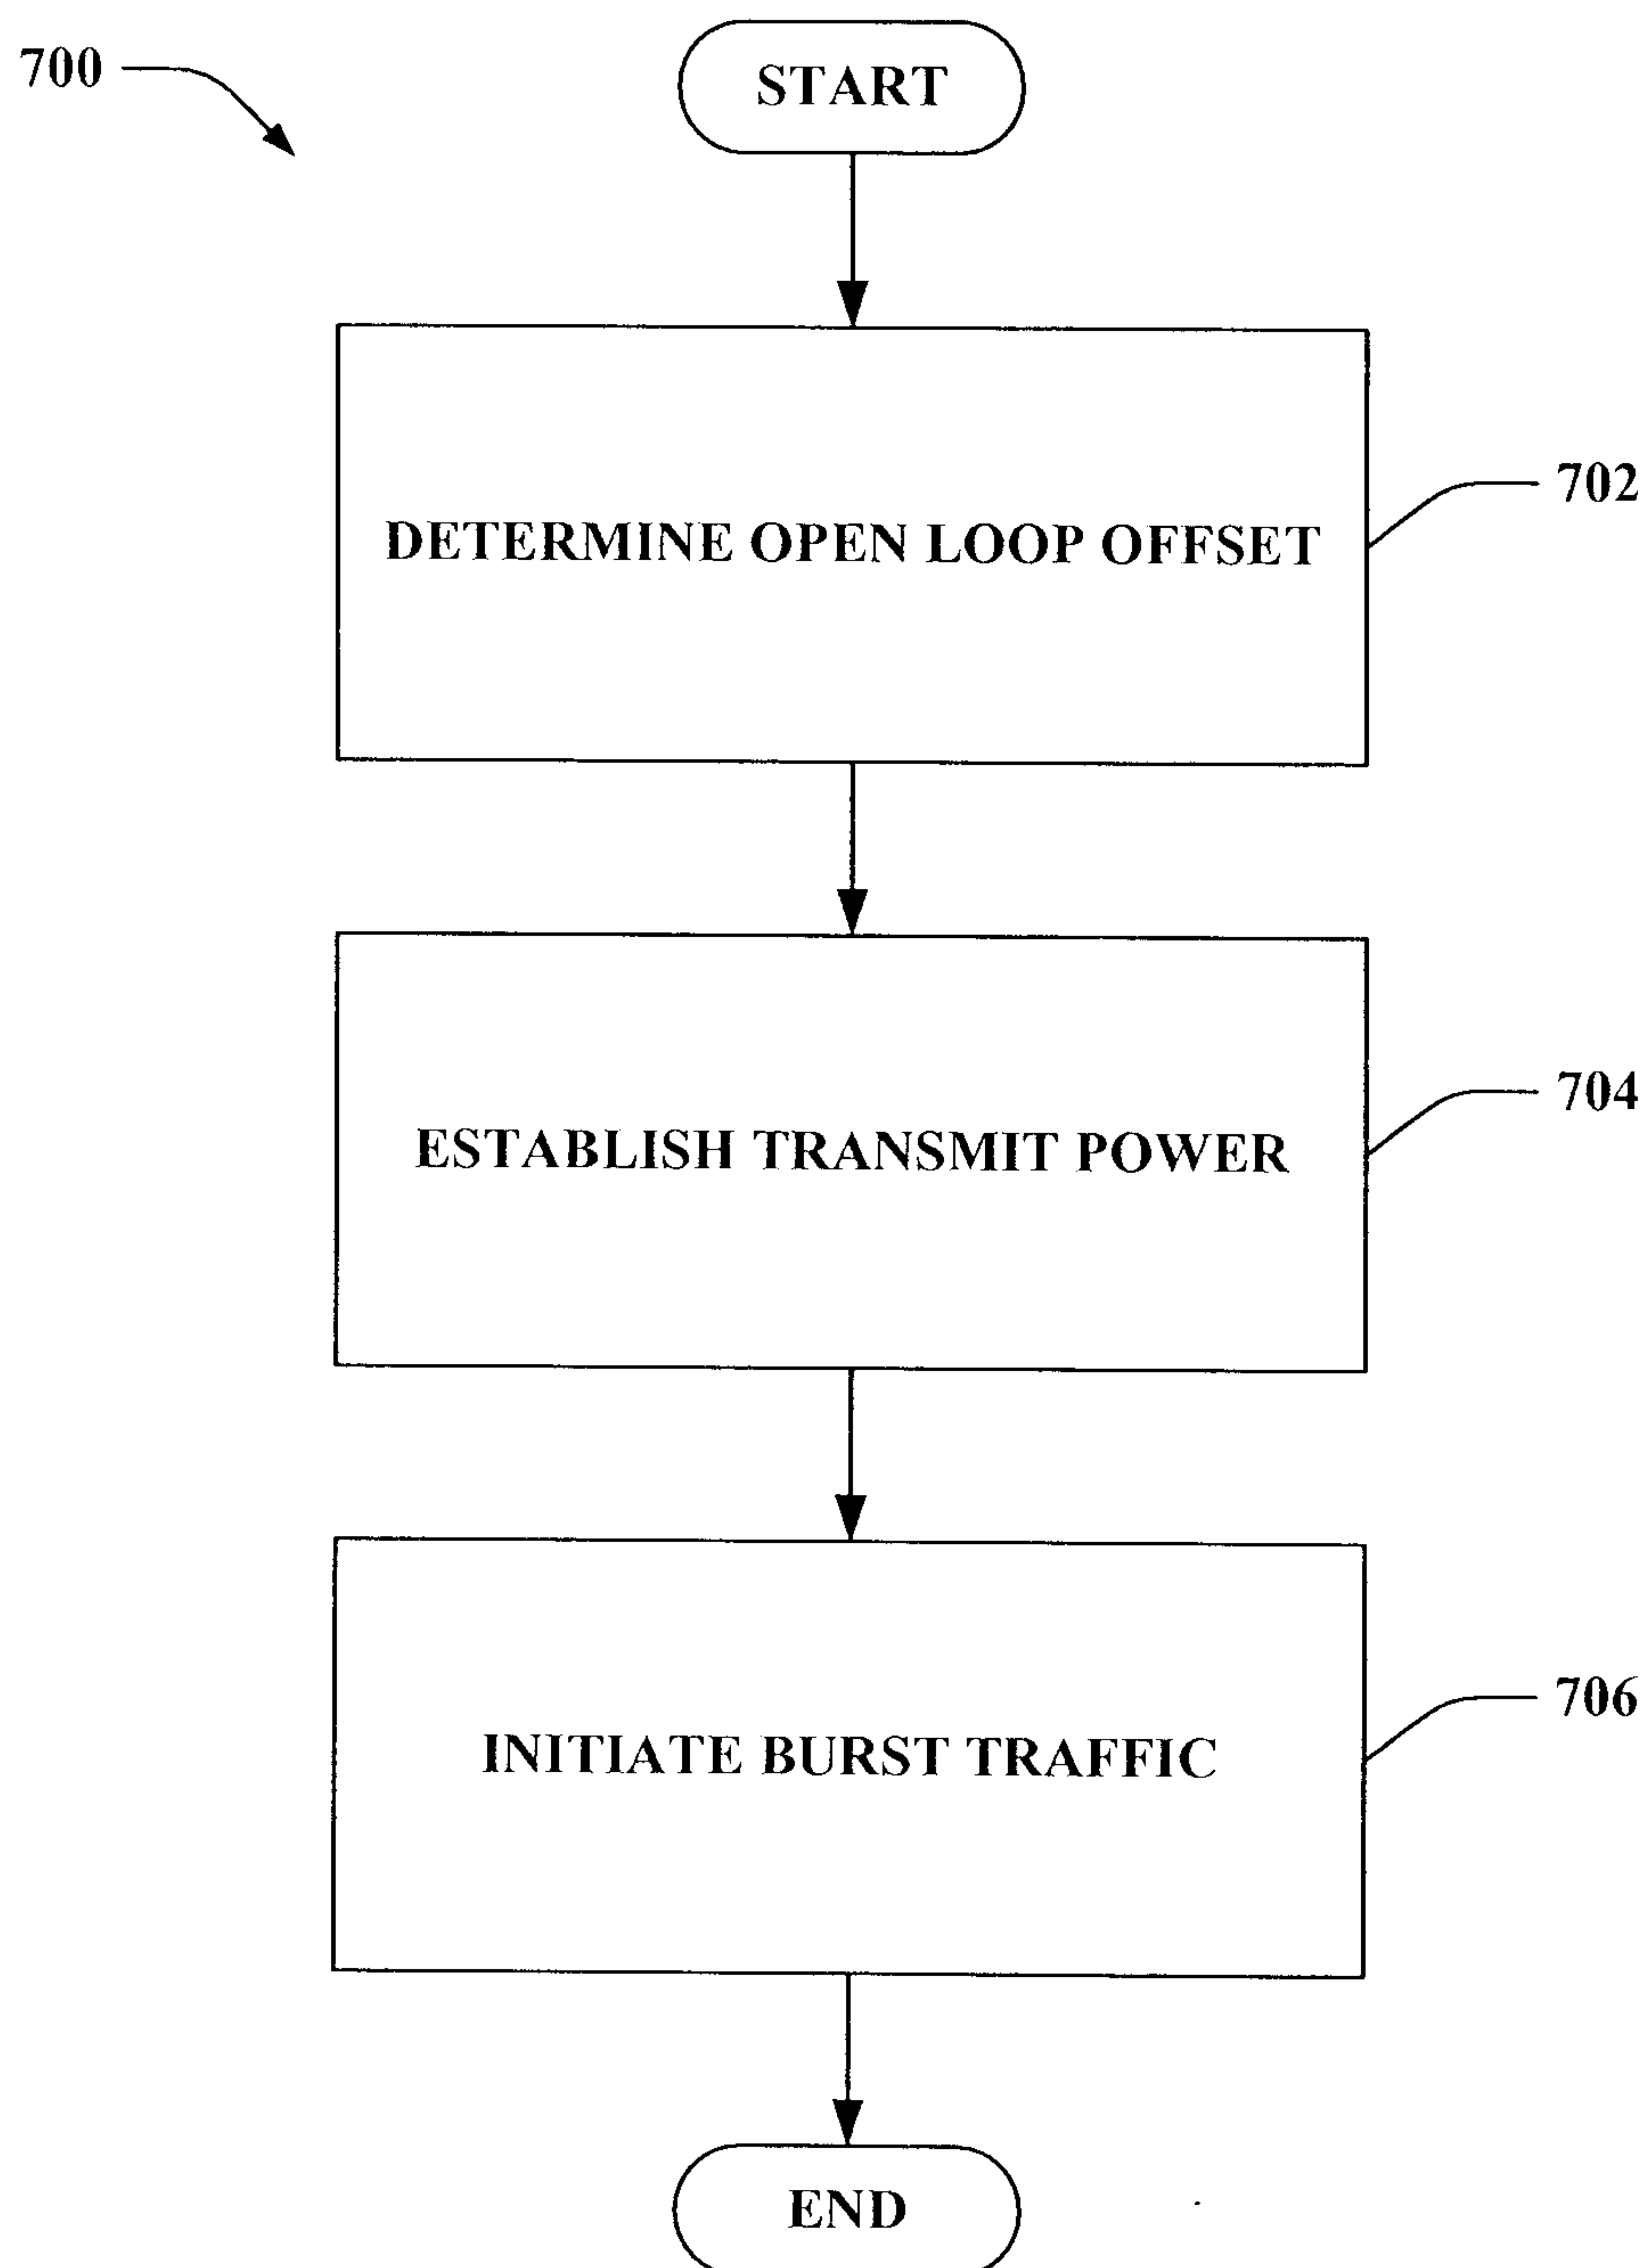 700
START
DETERMINE OPEN LOOP OFFSET
702
ESTABLISH TRANSMIT POWER
704
INITIATE BURST TRAFFIC
706
END